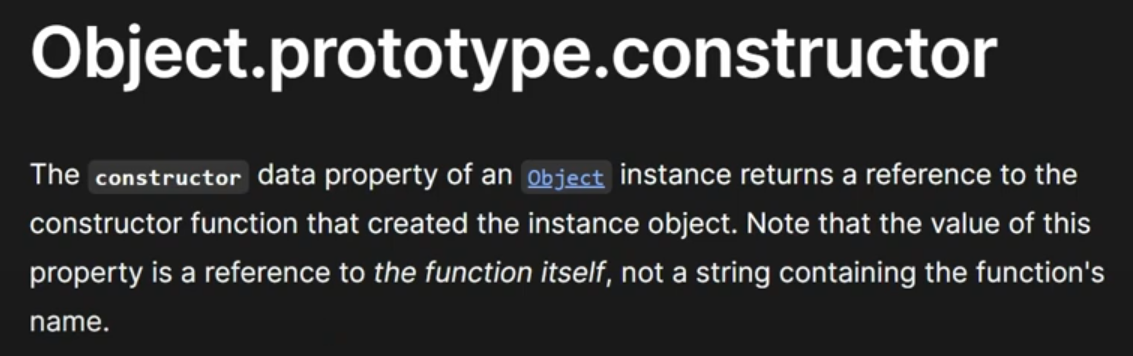 Object.prototype.constructor
The constructor data property of an Object instance returns a reference to the
constructor function that created the instance object. Note that the value of this
property is a reference to the function itself, not a string containing the function's
name.